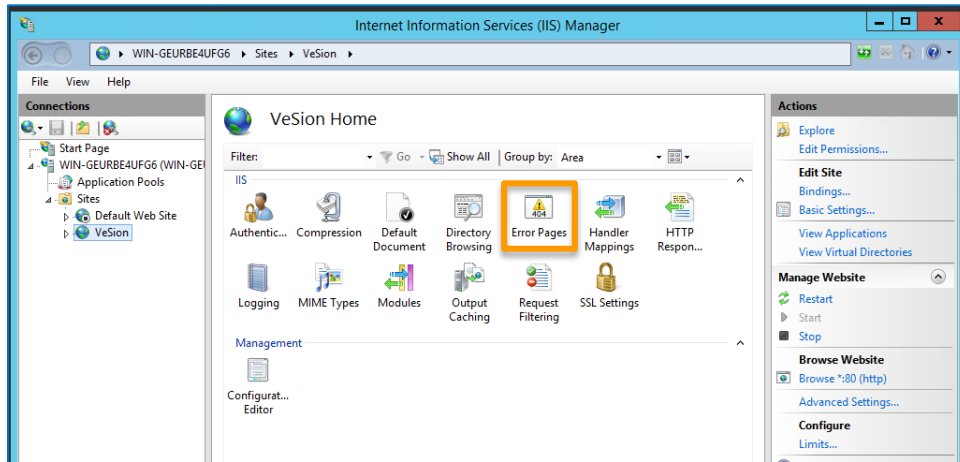 Internet Information Services (IIS) Manager
WIN-GEURBE4UFG6 Sites VeSion
File View Help
Connections
Start Page
WIN-GEURBE4UFG6 (WIN-GEU
Application Pools
Sites
Default Web Site
VeSion
VeSion Home
Filter: Go Show All Group by: Area
IIS
Authentic... Compression Default Document Directory Browsing Error Pages Handler Mappings HTTP Respon...
404
Logging MIME Types Modules Output Caching Request Filtering SSL Settings
Management
Configurat... Editor
Actions
Explore
Edit Permissions...
Edit Site
Bindings...
Basic Settings...
View Applications
View Virtual Directories
Manage Website
Restart
Start
Stop
Browse Website
Browse *:80 (http)
Advanced Settings...
Configure
Limits...